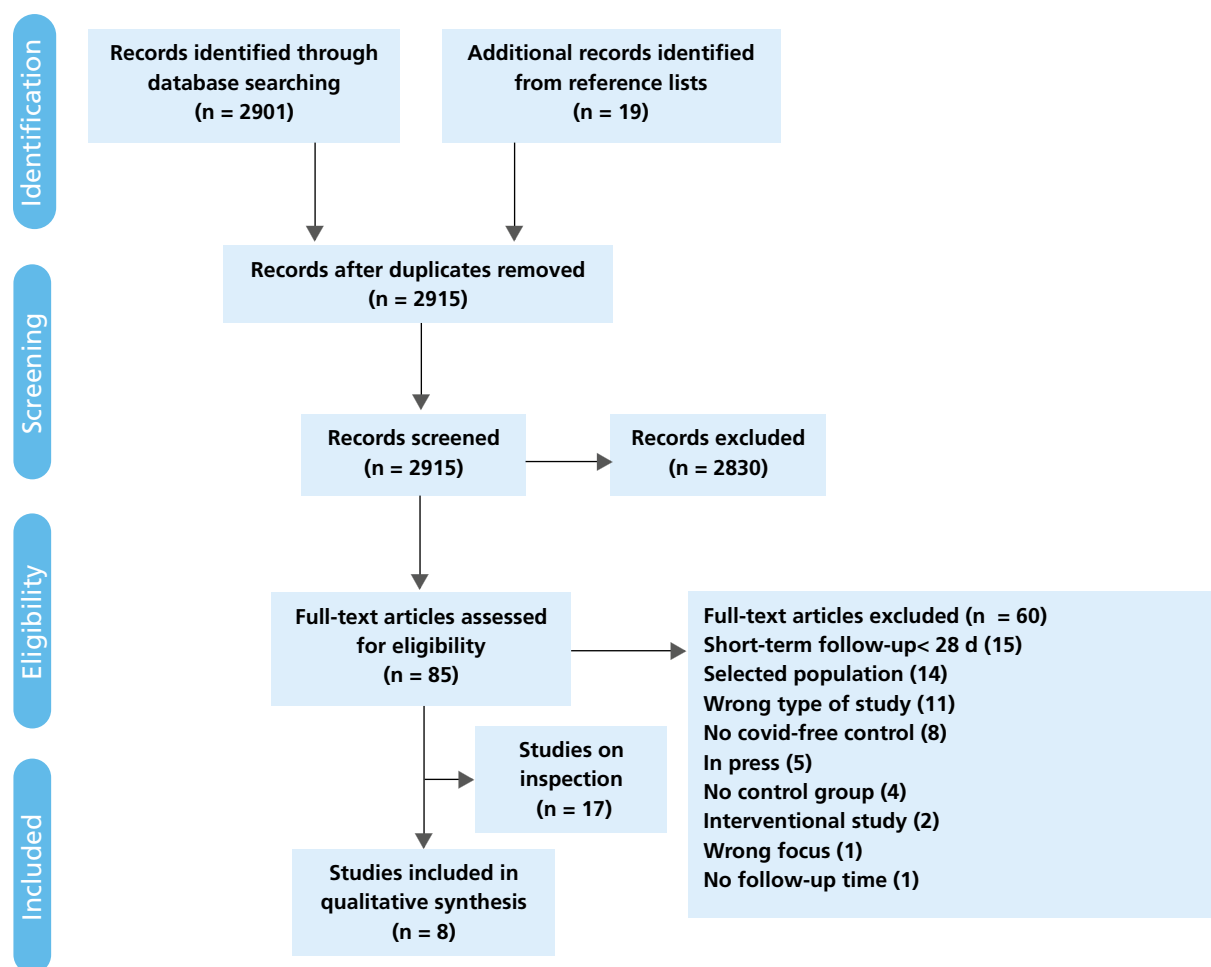 Identification
Records identified through
database searching
(n = 2901)
Additional records identified
from reference lists
(n = 19)
Screening
Records after duplicates removed
(n = 2915)
Records screened
(n = 2915)
Records excluded
(n = 2830)
Eligibility
Full-text articles assessed
for eligibility
(n = 85)
Full-text articles excluded (n = 60)
Short-term follow-up< 28 d (15)
Selected population (14)
Wrong type of study (11)
No covid-free control (8)
In press (5)
No control group (4)
Interventional study (2)
Wrong focus (1)
No follow-up time (1)
Studies on
inspection
(n = 17)
Included
Studies included in
qualitative synthesis
(n = 8)